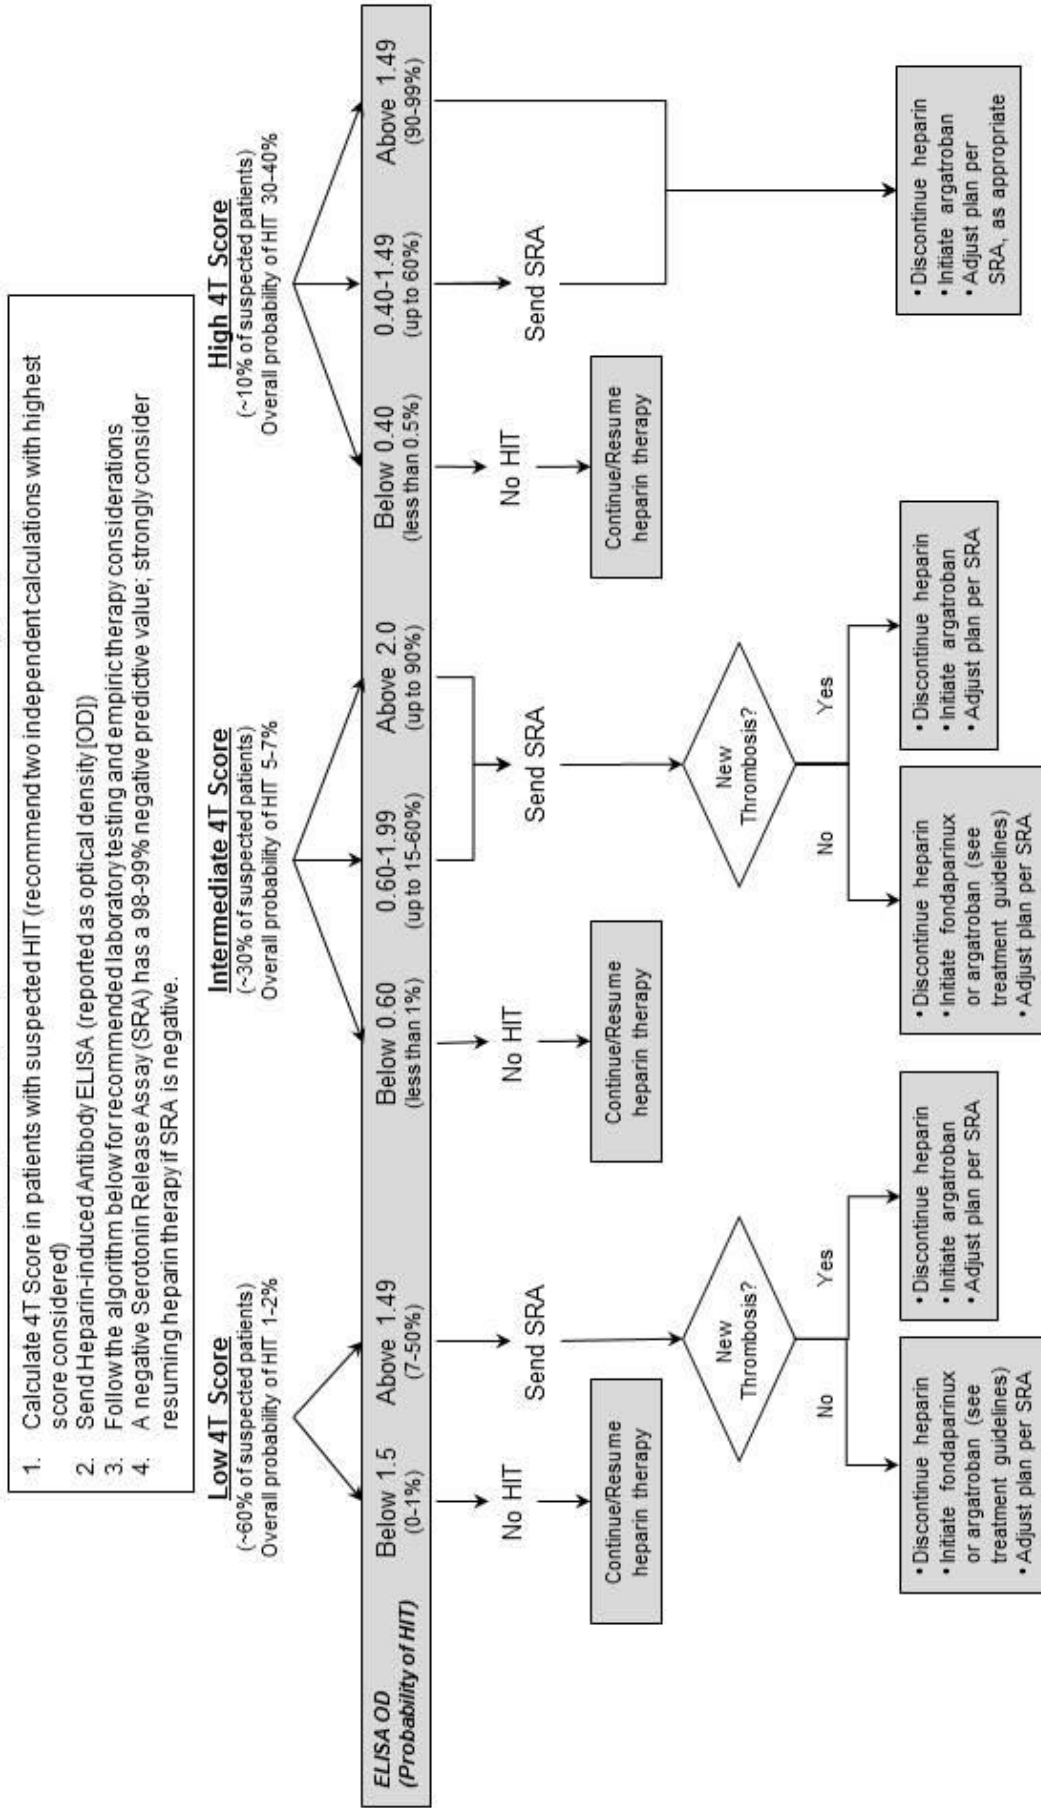 1. Calculate 4T Score in patients with suspected HIT (recommend two independent calculations with highest
score considered)
2. Send Heparin-induced Antibody ELISA (reported as optical density [OD])
3. Follow the algorithm below for recommended laboratory testing and empiric therapy considerations
4. A negative Serotonin Release Assay (SRA) has a 98-99% negative predictive value; strongly consider
resuming heparin therapy if SRA is negative.
Low 4T Score
(~60% of suspected patients)
Overall probability of HIT 1-2%
Intermediate 4T Score
(~30% of suspected patients)
Overall probability of HIT 5-7%
High 4T Score
(~10% of suspected patients)
Overall probability of HIT 30-40%
ELISA OD
(Probability of HIT)
Below 1.5
(0-1%)
Above 1.49
(7-50%)
Below 0.60
(less than 1%)
0.60-1.99
(up to 15-60%)
Above 2.0
(up to 90%)
Below 0.40
(less than 0.5%)
0.40-1.49
(up to 60%)
Above 1.49
(90-99%)
No HIT
Send SRA
No HIT
Send SRA
No HIT
Send SRA
Continue/Resume
heparin therapy
Continue/Resume
heparin therapy
Continue/Resume
heparin therapy
New
Thrombosis?
New
Thrombosis?
No
Yes
No
Yes
• Discontinue heparin
• Initiate fondaparinux
or argatroban (see
treatment guidelines)
• Adjust plan per SRA
• Discontinue heparin
• Initiate argatroban
• Adjust plan per SRA
• Discontinue heparin
• Initiate fondaparinux
or argatroban (see
treatment guidelines)
• Adjust plan per SRA
• Discontinue heparin
• Initiate argatroban
• Adjust plan per SRA
• Discontinue heparin
• Initiate argatroban
• Adjust plan per
SRA, as appropriate